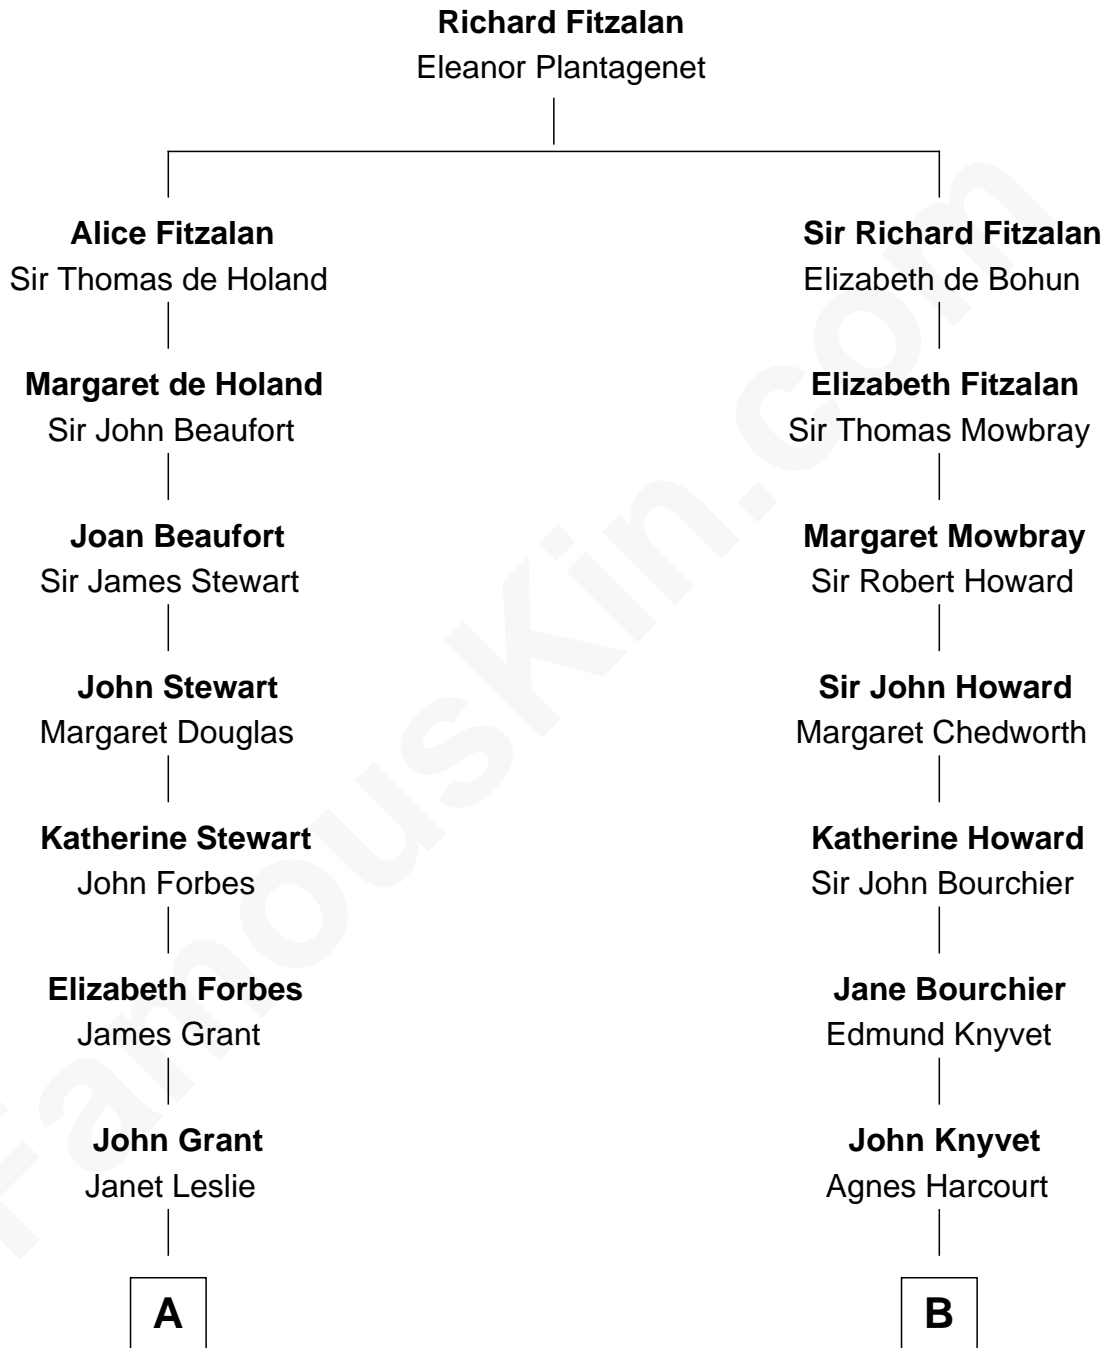 Richard Fitzalan
Eleanor Plantagenet
Alice Fitzalan
Sir Thomas de Holand
Sir Richard Fitzalan
Elizabeth de Bohun
Margaret de Holand
Sir John Beaufort
Elizabeth Fitzalan
Sir Thomas Mowbray
Joan Beaufort
Sir James Stewart
Margaret Mowbray
Sir Robert Howard
John Stewart
Margaret Douglas
Sir John Howard
Margaret Chedworth
Katherine Stewart
John Forbes
Katherine Howard
Sir John Bourchier
Elizabeth Forbes
James Grant
Jane Bourchier
Edmund Knyvet
John Grant
Janet Leslie
John Knyvet
Agnes Harcourt
A
B
FamousKin.com